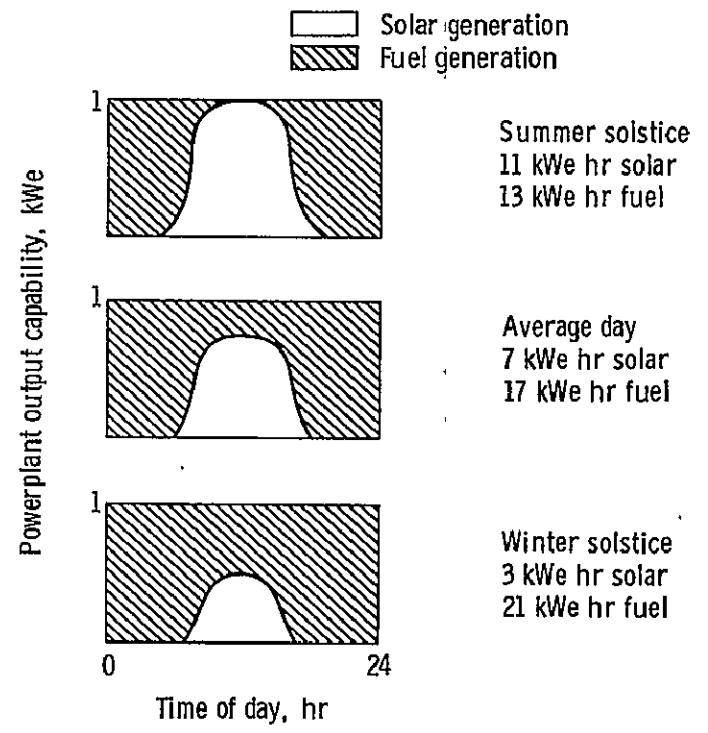 Solar generation
Fuel generation
Powerplant output capability, kWe
1
Summer solstice
11 kWe hr solar
13 kWe hr fuel
1
Average day
7 kWe hr solar
17 kWe hr fuel
1
Winter solstice
3 kWe hr solar
21 kWe hr fuel
0 24
Time of day, hr